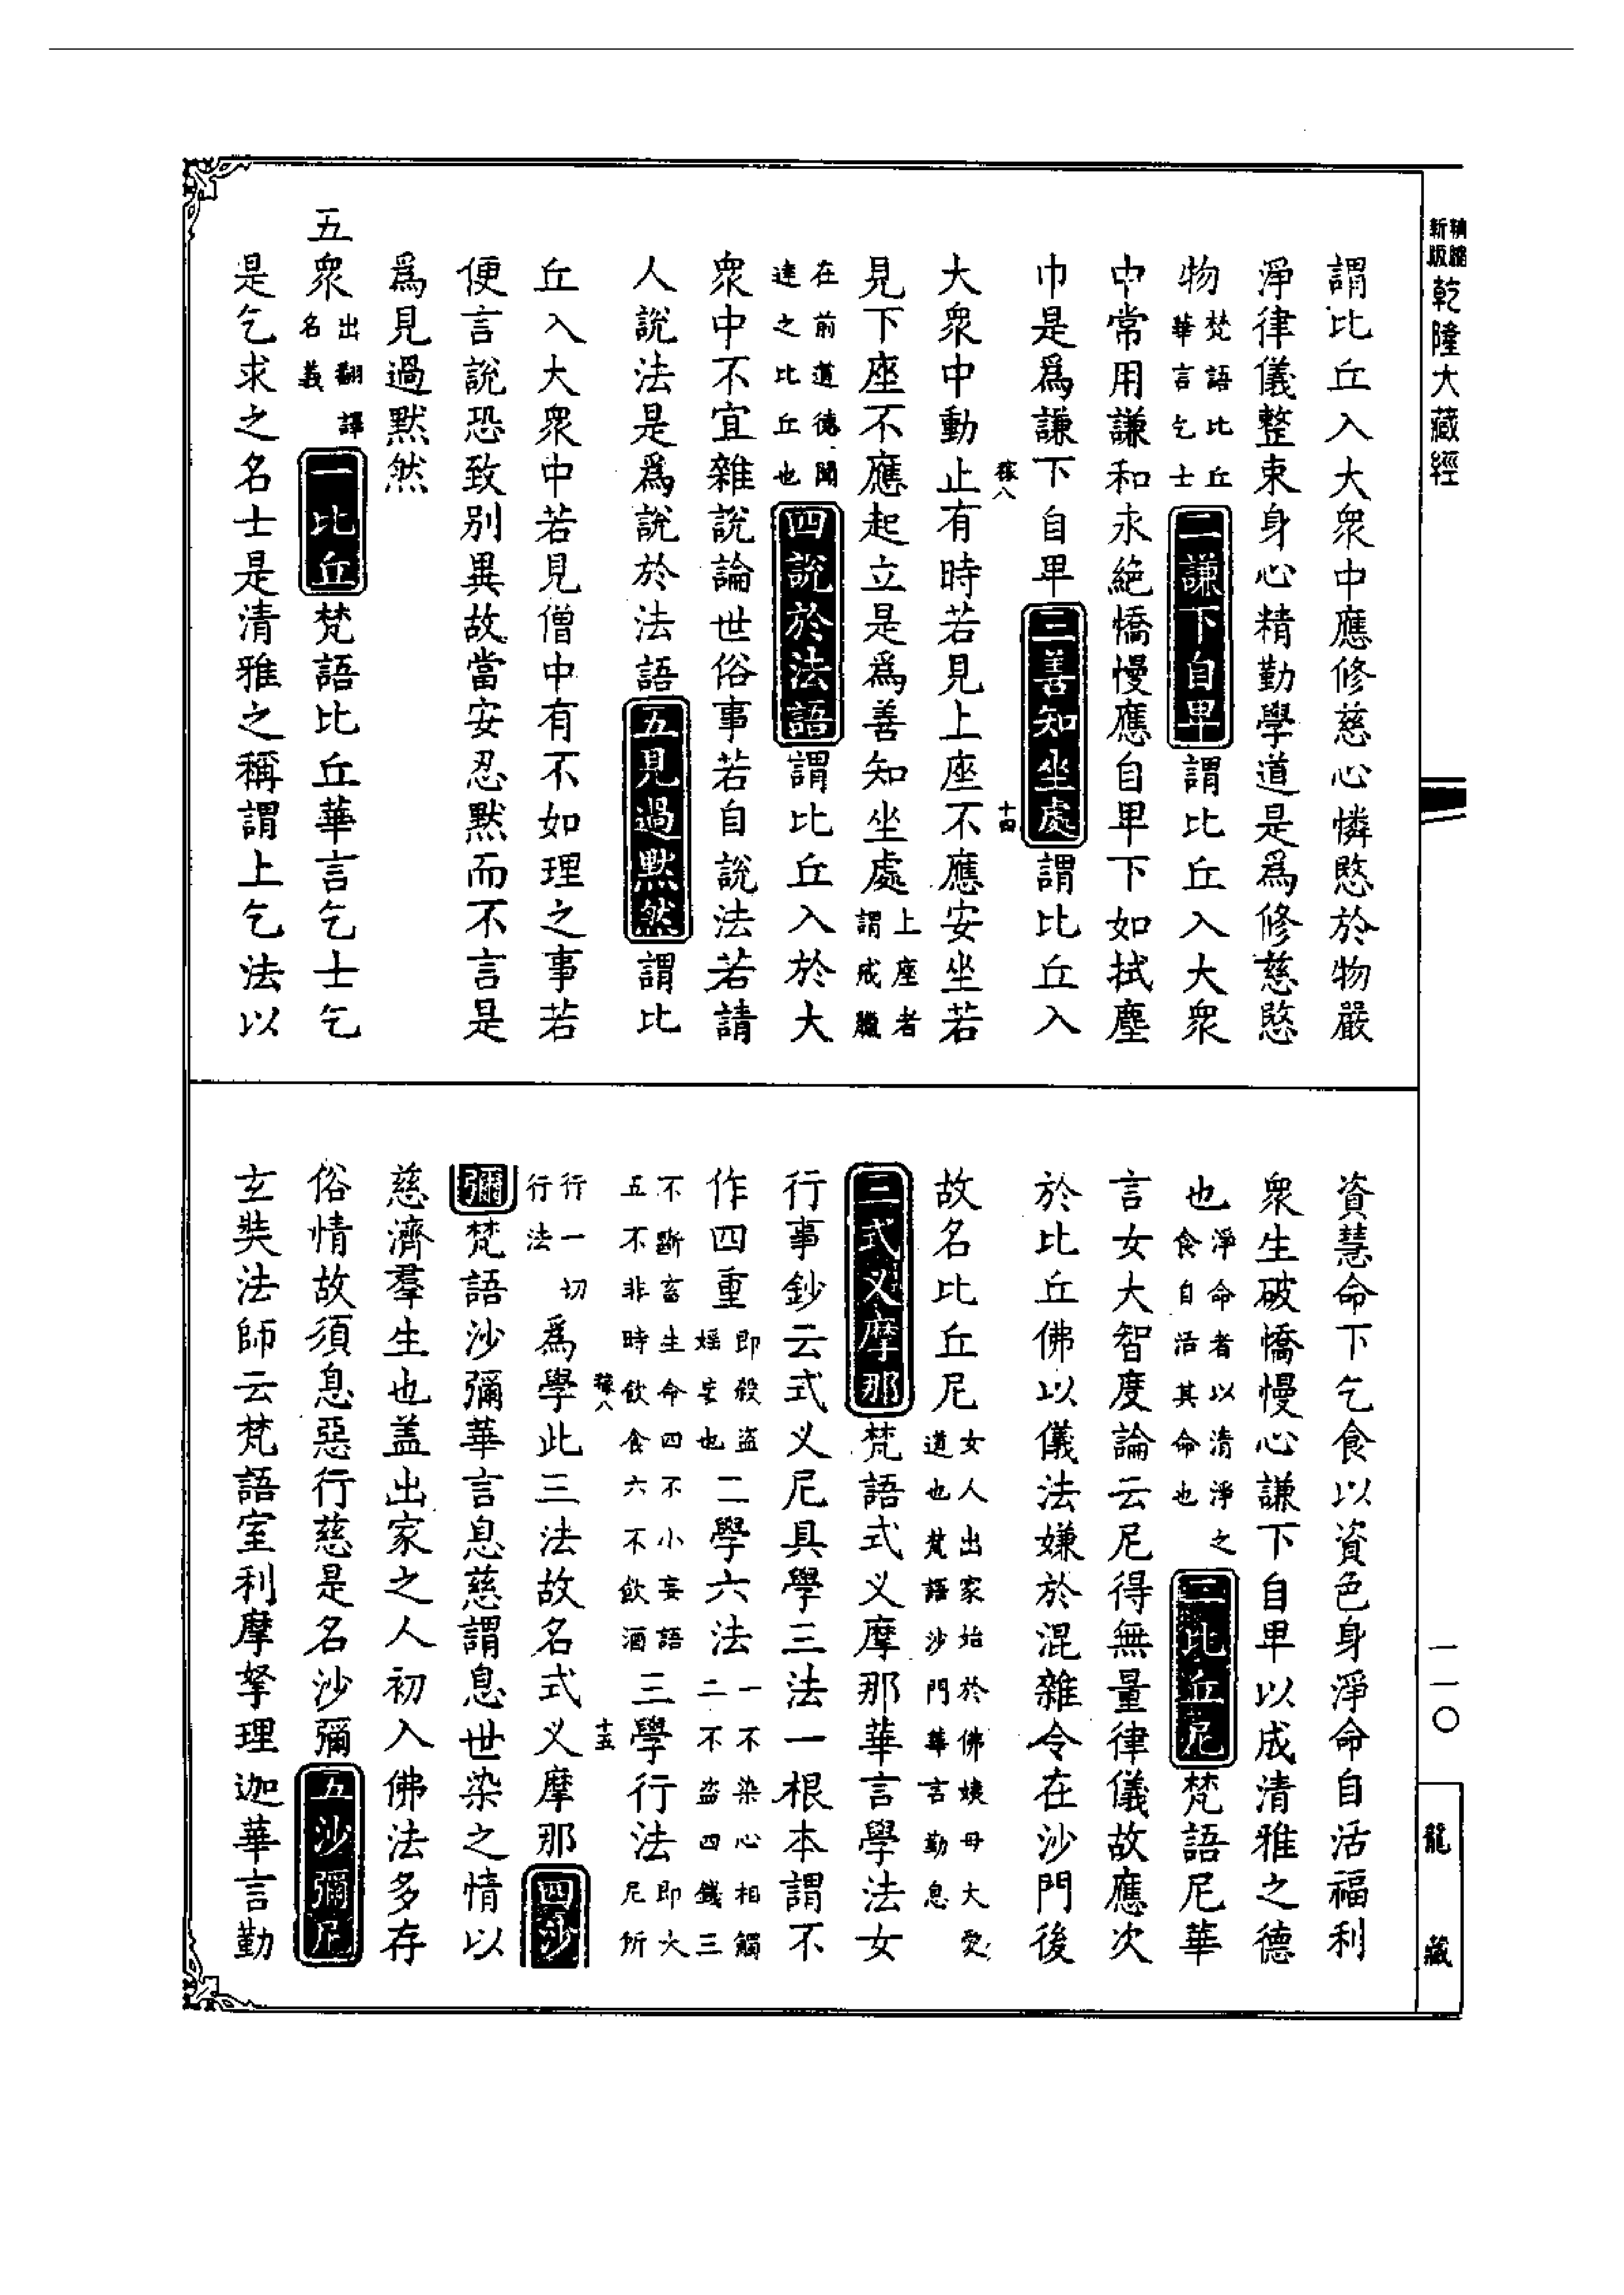 精縮新版乾隆大藏經
謂比丘入大衆中應修慈心憐愍於物嚴
淨律儀整束身心精勤學道是爲修慈愍
物梵語比丘華言乞士二謙下自卑謂比丘入大衆
中常用謙和永絕憍慢應自卑下如拭塵
巾是爲謙下自卑三善知坐處謂比丘入
稼八 十四
大衆中動止有時若見上座不應安坐若
見下座不應起立是爲善知坐處上座者謂戒臘
在前道德聞達之比丘也四說於法語謂比丘入於大
衆中不宜雜說論世俗事若自說法若請
人說法是爲說於法語五見過默然謂比
丘入大衆中若見僧中有不如理之事若
便言說恐致別異故當安忍默而不言是
爲見過默然
五衆出翻譯名義一比丘梵語比丘華言乞士乞
是乞求之名士是清雅之稱謂上乞法以
資慧命下乞食以資色身淨命自活福利
衆生破憍慢心謙下自卑以成清雅之德
也淨命者以清淨之食自活其命也二比丘尼梵語尼華
言女大智度論云尼得無量律儀故應次
於比丘佛以儀法嫌於混雜令在沙門後
故名比丘尼女人出家始於佛姨母大愛道也梵語沙門華言勤息
三式叉摩那梵語式叉摩那華言學法女
行事鈔云式叉尼具學三法一根本謂不
作四重即殺盜婬妄也二學六法一不染心相觸二不盜四錢三
不斷畜生命四不小妄語五不非時飲食六不飲酒三學行法即大尼所
稼八 十五
行一切行法爲學此三法故名式叉摩那四沙
彌梵語沙彌華言息慈謂息世染之情以
慈濟羣生也盖出家之人初入佛法多存
俗情故須息惡行慈是名沙彌五沙彌尼
玄奘法師云梵語室利摩拏理迦華言勤
一一〇
龍藏